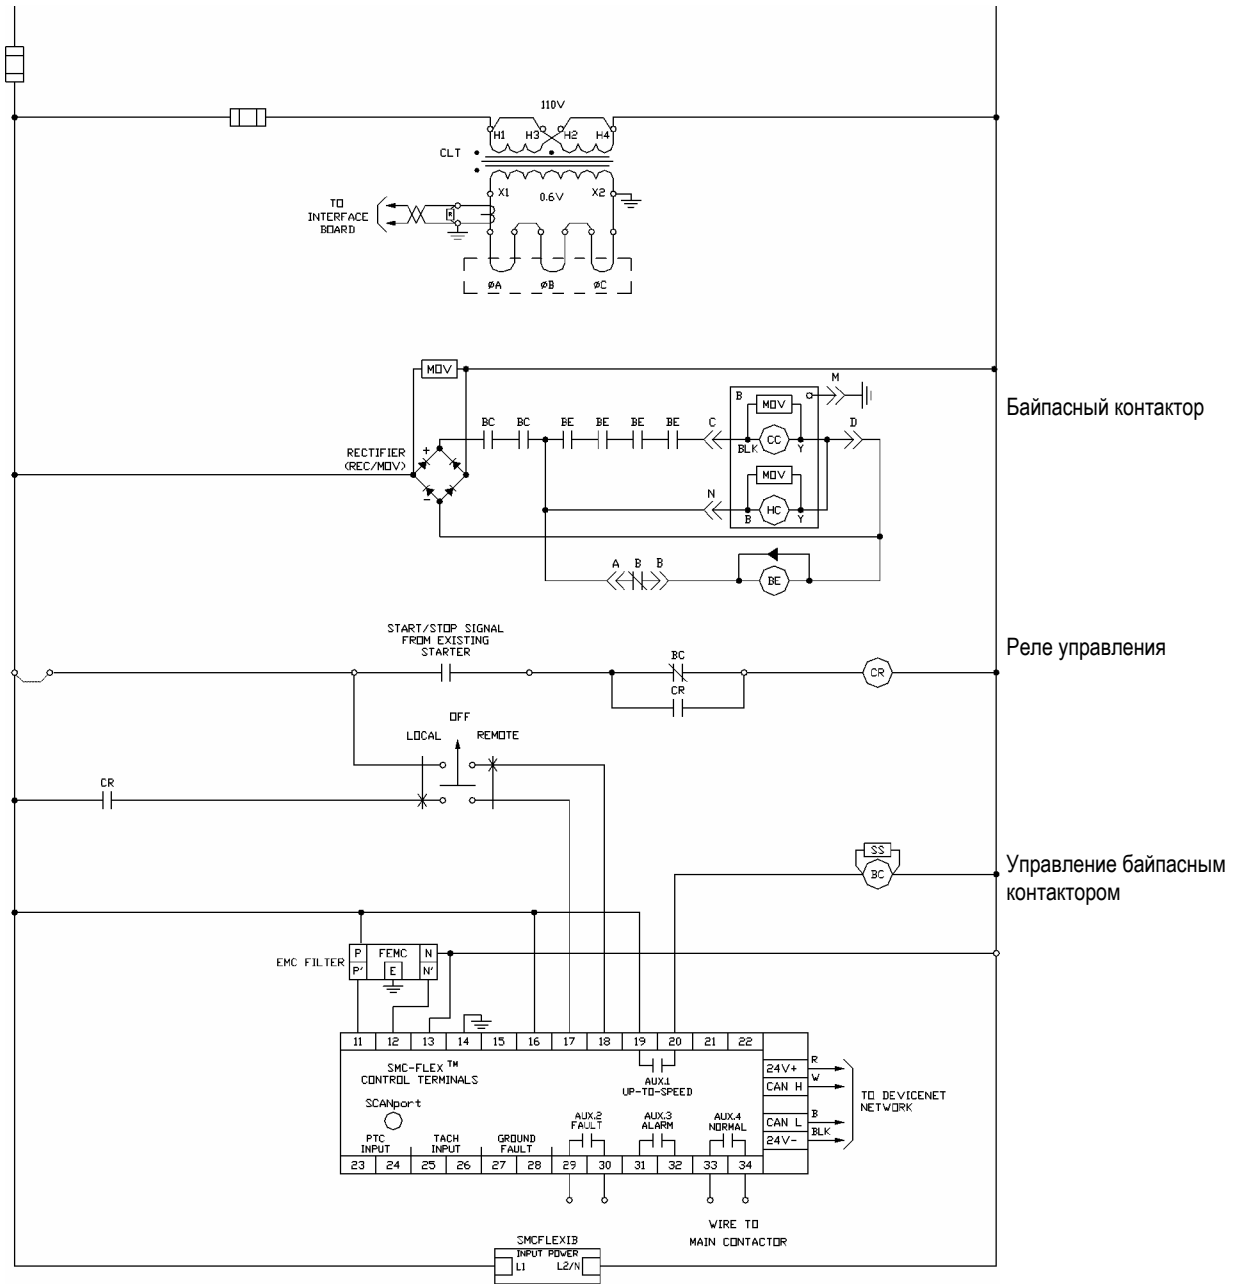 110V
H1 H3 H2 H4
CLT
X1 0.6V X2
TO
INTERFACE
BOARD
R
ØA ØB ØC
MOV
M
B
MOV
Байпасный контактор
BC BC BE BE BE BE C D
CC
BLK Y
RECTIFIER
(REC/MOV)
+
-
MOV
N
HC
B Y
A B B
BE
START/STOP SIGNAL
FROM EXISTING
STARTER
Реле управления
BC
CR
CR
OFF
LOCAL REMOTE
CR
SS
BC
Управление байпасным
контактором
EMC FILTER
P FEMC N
P' E N'
11 12 13 14 15 16 17 18 19 20 21 22
SMC-FLEX™
CONTROL TERMINALS
AUX.1
UP-TO-SPEED
SCANport
24V+ R
CAN H W
CAN L B
24V- BLK
TO DEVICENET
NETWORK
PTC
INPUT
TACH
INPUT
GROUND
FAULT
AUX.2
FAULT
AUX.3
ALARM
AUX.4
NORMAL
23 24 25 26 27 28 29 30 31 32 33 34
WIRE TO
MAIN CONTACTOR
SMCFLEXIB
INPUT POWER
L1 L2/N